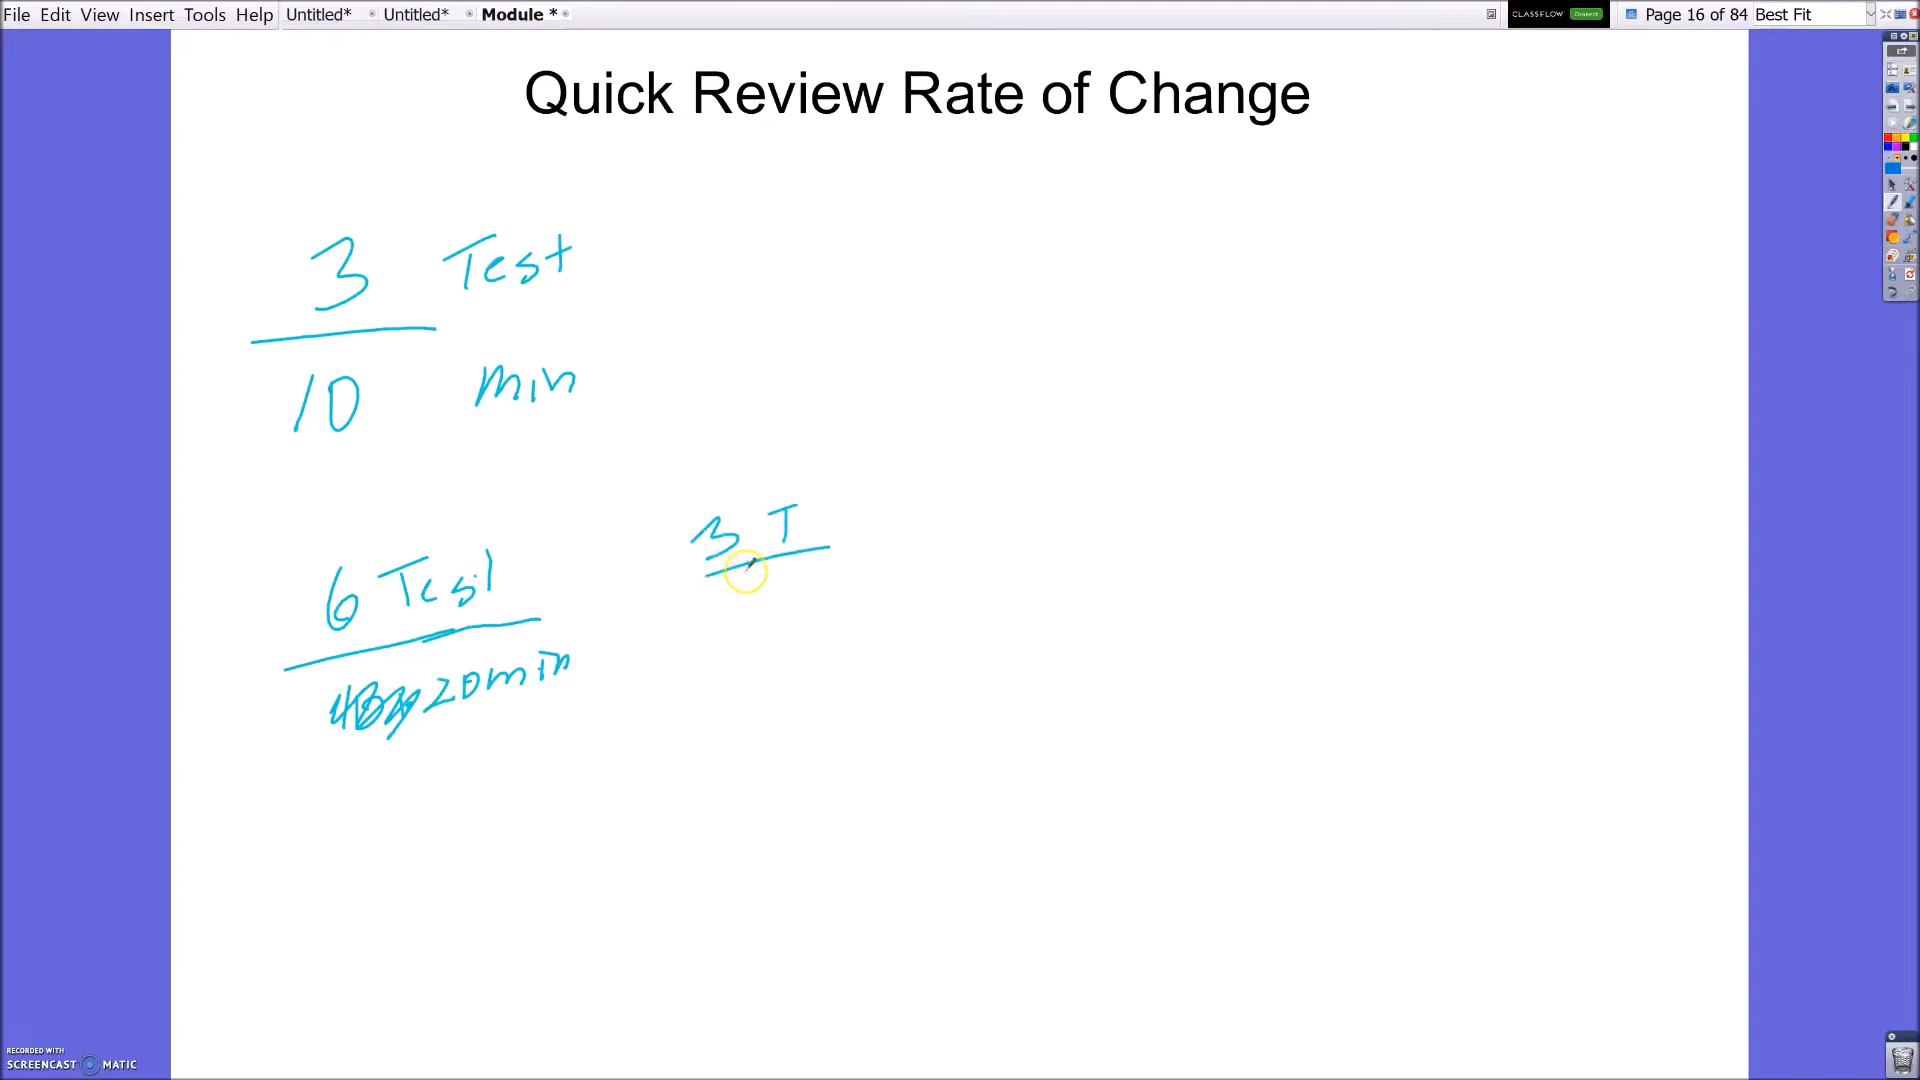 File Edit View Insert Tools Help Untitled* Untitled* Module * CLASSFLOW Connect Page 16 of 84 Best Fit
Quick Review Rate of Change
3 Test
10 min
3 T
6 Test
20 min
RECORDED WITH
SCREENCAST MATIC